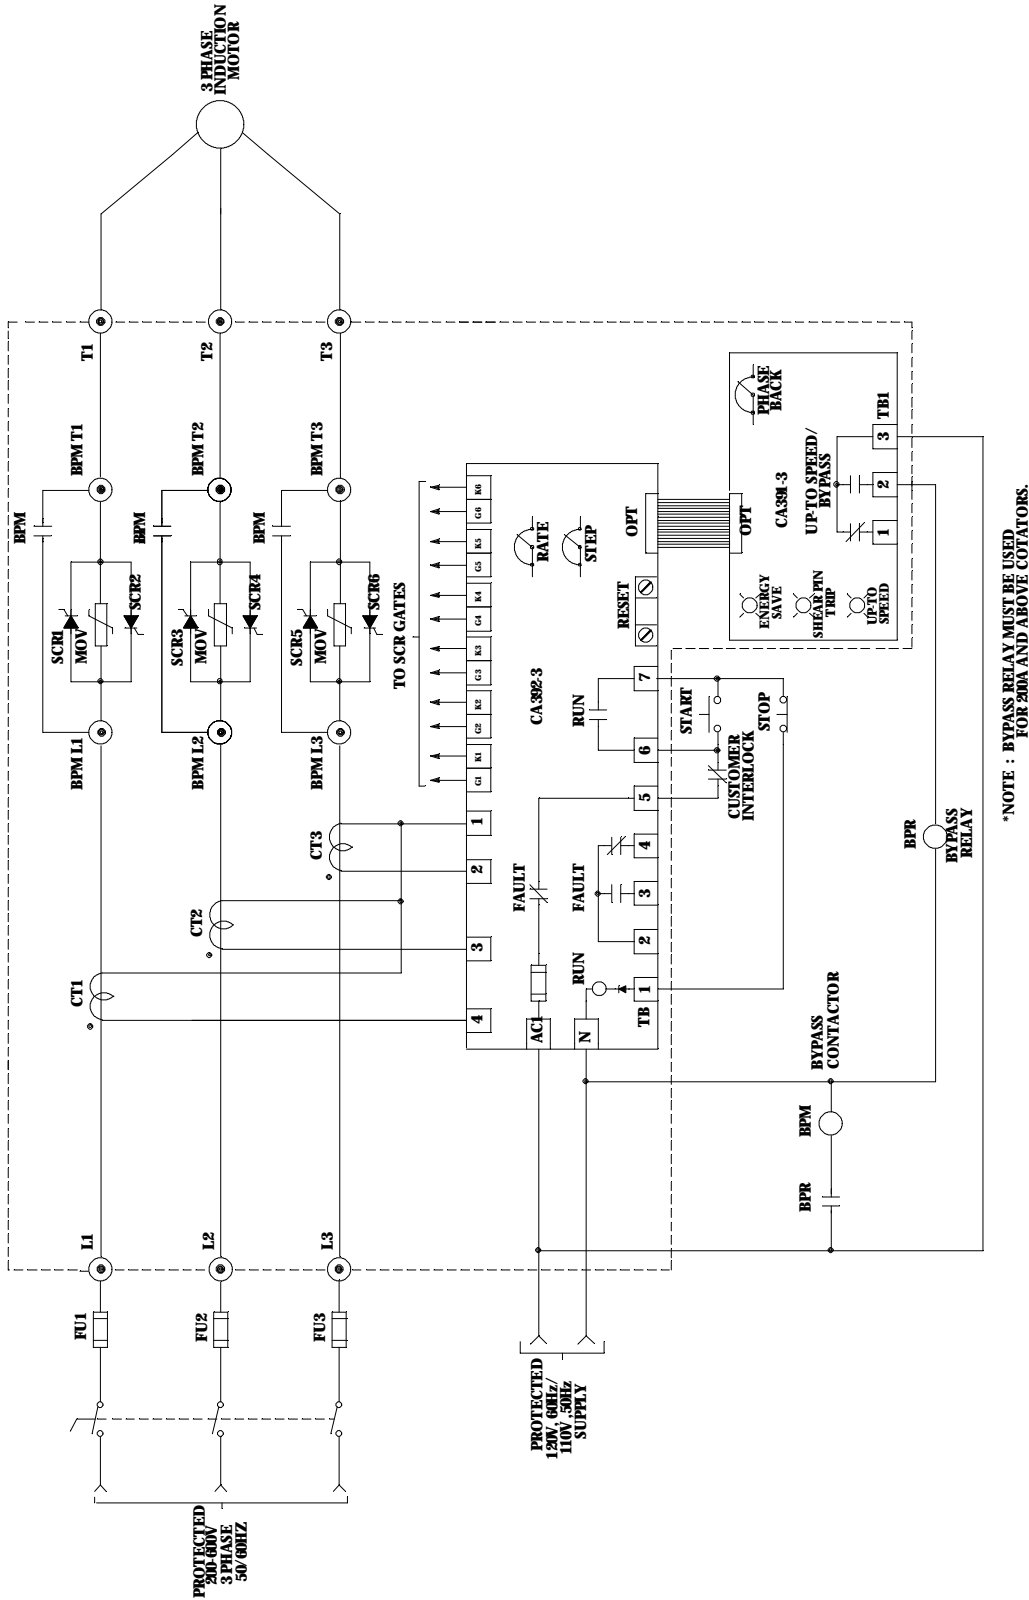 PROTECTED
200-600V
3 PHASE
50/60HZ
FU1
FU2
FU3
L1
L2
L3
CT1
CT2
CT3
BPM L1
BPM L2
BPM L3
SCR1
MOV
SCR2
SCR3
MOV
SCR4
SCR5
MOV
SCR6
BPM
BPM
BPM
BPM T1
BPM T2
BPM T3
T1
T2
T3
3 PHASE
INDUCTION
MOTOR
TO SCR GATES
G1
K1
G2
K2
G3
K3
G4
K4
G5
K5
G6
K6
4
3
2
1
CA392-3
RATE
STEP
AC1
N
FAULT
RUN
FAULT
RUN
RESET
OPT
TB
1
2
3
4
5
6
7
OPT
START
STOP
CUSTOMER
INTERLOCK
PROTECTED
120V, 60Hz/
110V ,50Hz
SUPPLY
ENERGY
SAVE
SHEAR PIN
TRIP
UP-TO
SPEED
CA391-3
UP-TO SPEED/
BYPASS
PHASE
BACK
1
2
3
TB1
BPR
BPM
BYPASS
CONTACTOR
BPR
BYPASS
RELAY
*NOTE : BYPASS RELAY MUST BE USED
FOR 200A AND ABOVE COTATORS.